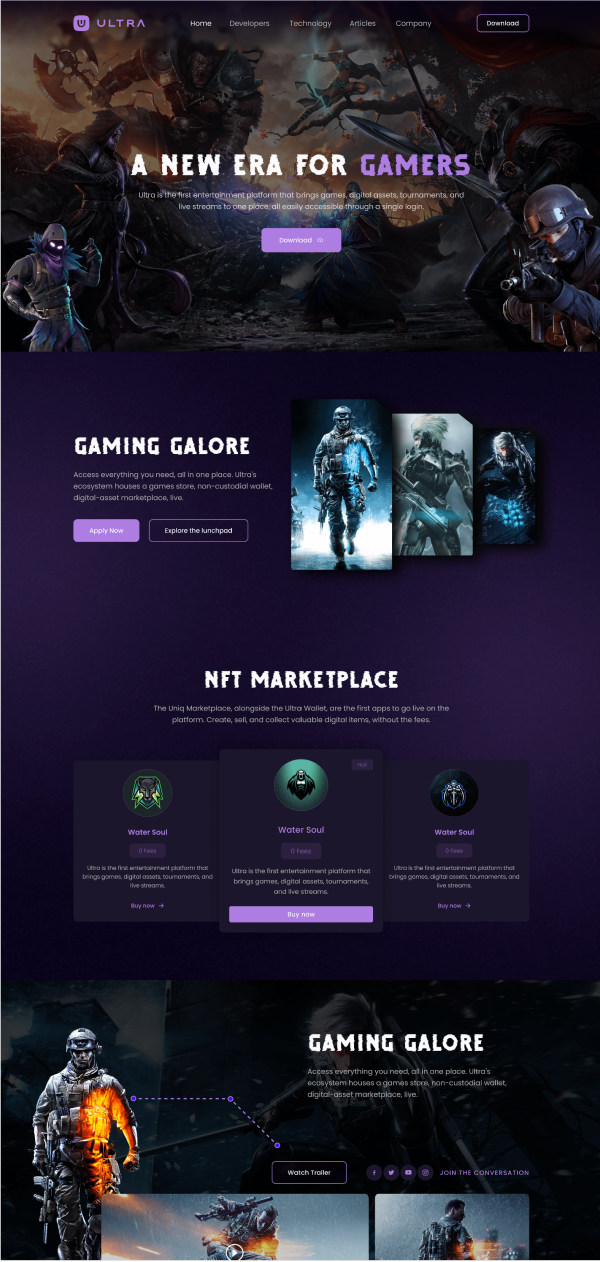 ULTRA
Home Developers Technology Articles Company Download
A NEW ERA FOR GAMERS
Ultra is the first entertainment platform that brings games, digital assets, tournaments, and
live streams to one place, all easily accessible through a single login.
Download
GAMING GALORE
Access everything you need, all in one place. Ultra's
ecosystem houses a games store, non-custodial wallet,
digital-asset marketplace, live.
Apply Now Explore the lunchpad
NFT MARKETPLACE
The Uniq Marketplace, alongside the Ultra Wallet, are the first apps to go live on the
platform. Create, sell, and collect valuable digital items, without the fees.
Water Soul
0 Fees
Ultra is the first entertainment platform that
brings games, digital assets, tournaments, and
live streams.
Buy now
Hot
Water Soul
0 Fees
Ultra is the first entertainment platform that
brings games, digital assets, tournaments,
and live streams.
Buy now
Water Soul
0 Fees
Ultra is the first entertainment platform that
brings games, digital assets, tournaments, and
live streams.
Buy now
GAMING GALORE
Access everything you need, all in one place. Ultra's
ecosystem houses a games store, non-custodial wallet,
digital-asset marketplace, live.
Watch Trailer JOIN THE CONVERSATION